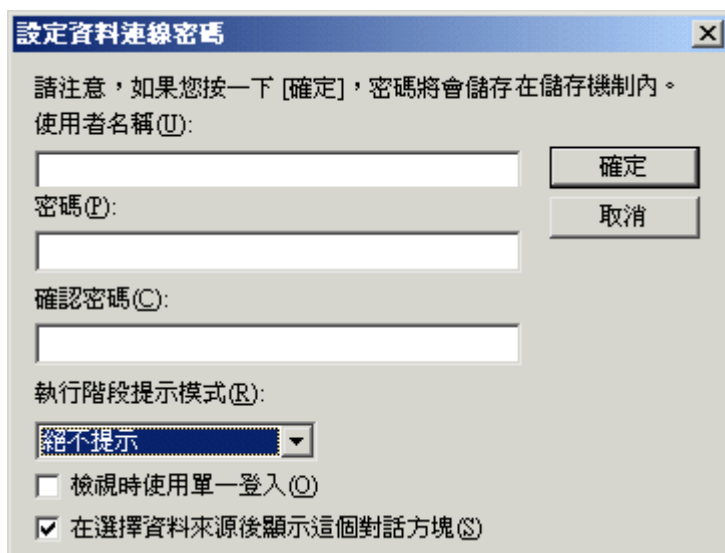 設定資料連線密碼
請注意，如果您按一下 [確定]，密碼將會儲存在儲存機制內。
使用者名稱(U):
確定
密碼(P):
取消
確認密碼(C):
執行階段提示模式(R):
絕不提示
檢視時使用單一登入(O)
在選擇資料來源後顯示這個對話方塊(S)